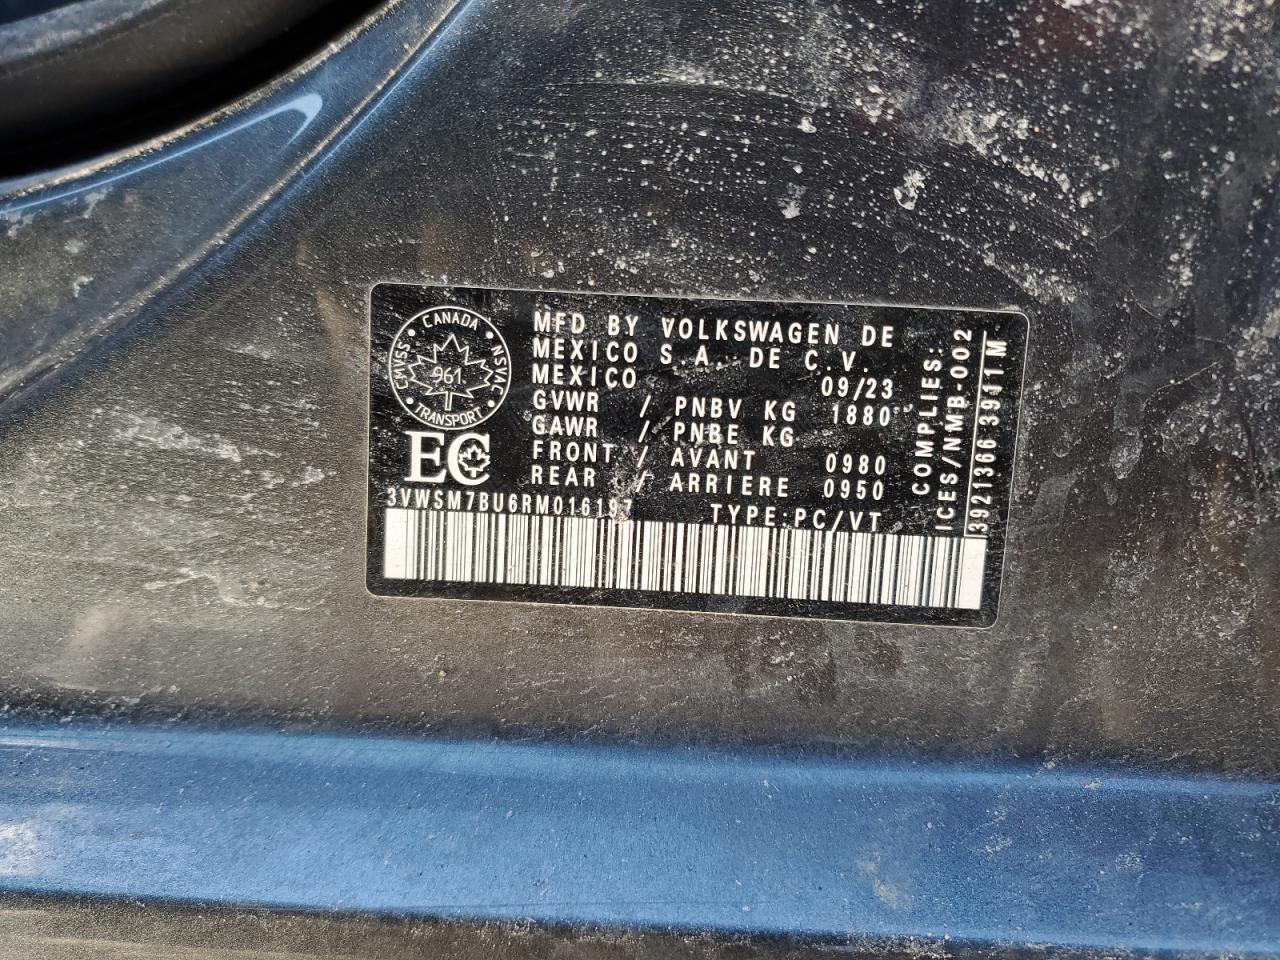 CANADA
CMVSS
NSVAC
961
TRANSPORT
EC
MFD BY VOLKSWAGEN DE
MEXICO S.A. DE C.V.
MEXICO 09/23
GVWR / PNBV KG 1880
GAWR / PNBE KG
FRONT / AVANT 0980
REAR / ARRIERE 0950
3VWSM7BU6RM016197 TYPE:PC/VT
COMPLIES:
ICES/NMB-002
3921366 3911M